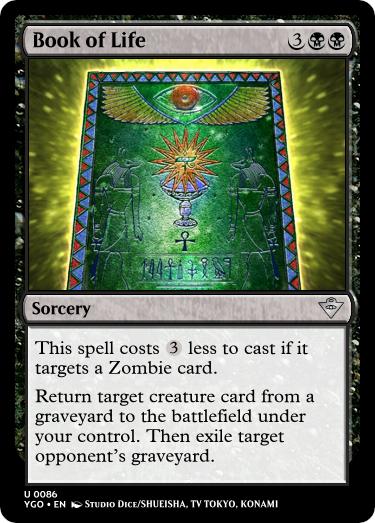 Book of Life 3
Sorcery
This spell costs 3 less to cast if it
targets a Zombie card.
Return target creature card from a
graveyard to the battlefield under
your control. Then exile target
opponent's graveyard.
U 0086
YGO • EN STUDIO DICE/SHUEISHA, TV TOKYO, KONAMI